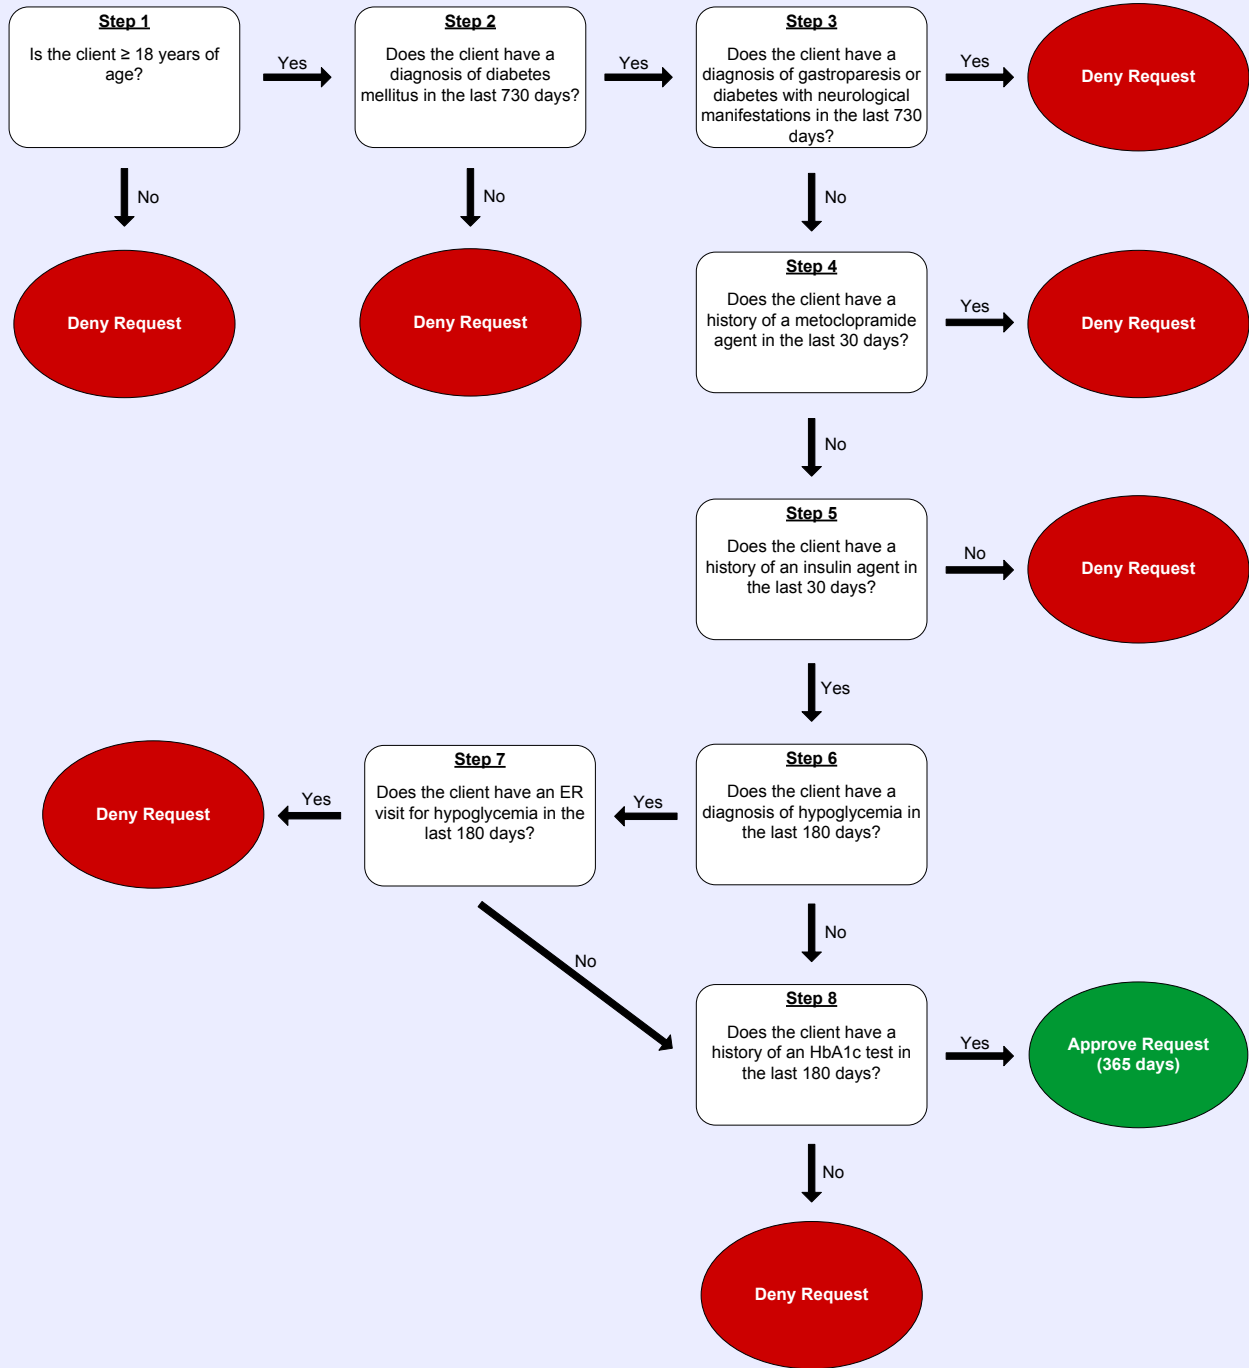 Step 1
Is the client ≥ 18 years of
age?
Yes
No
Deny Request
Step 2
Does the client have a
diagnosis of diabetes
mellitus in the last 730 days?
Yes
No
Deny Request
Step 3
Does the client have a
diagnosis of gastroparesis or
diabetes with neurological
manifestations in the last 730
days?
Yes
Deny Request
No
Step 4
Does the client have a
history of a metoclopramide
agent in the last 30 days?
Yes
Deny Request
No
Step 5
Does the client have a
history of an insulin agent in
the last 30 days?
No
Deny Request
Yes
Step 6
Does the client have a
diagnosis of hypoglycemia in
the last 180 days?
Yes
No
Step 7
Does the client have an ER
visit for hypoglycemia in the
last 180 days?
Yes
Deny Request
No
Step 8
Does the client have a
history of an HbA1c test in
the last 180 days?
Yes
Approve Request
(365 days)
No
Deny Request